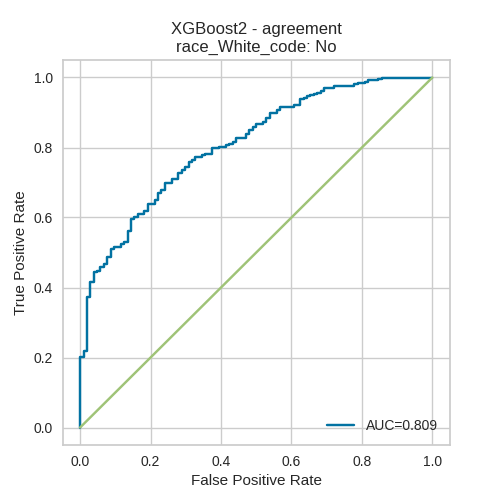 XGBoost2 - agreement
race_White_code: No
1.0
0.8
0.6
0.4
0.2
0.0
True Positive Rate
0.0 0.2 0.4 0.6 0.8 1.0
False Positive Rate
AUC=0.809